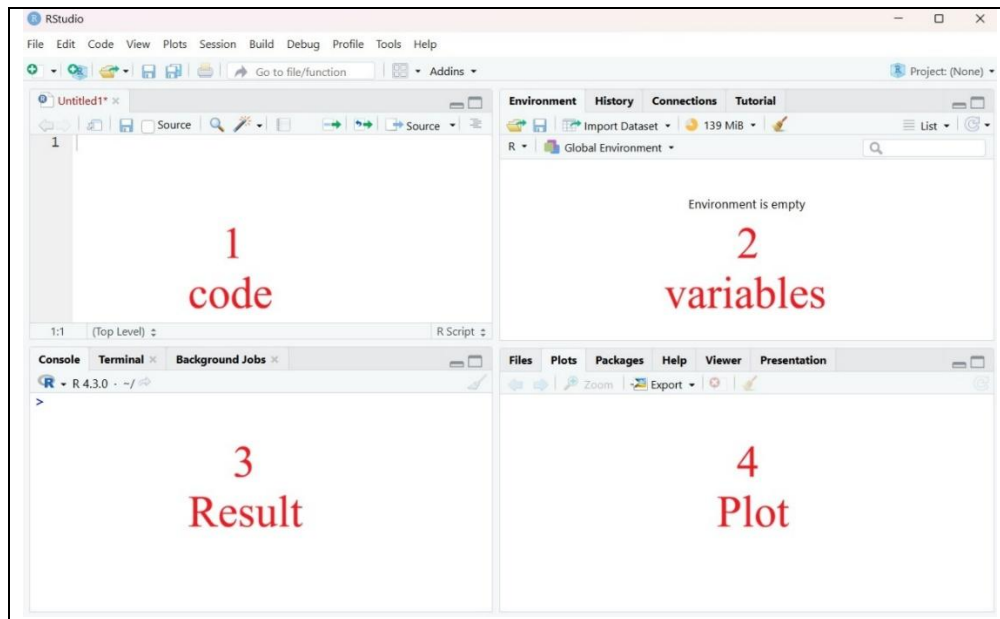 RStudio
File Edit Code View Plots Session Build Debug Profile Tools Help
Go to file/function Addins Project: (None)
Untitled1*
Source Source
1
1
code
1:1 (Top Level) R Script
Environment History Connections Tutorial
Import Dataset 139 MiB List
R Global Environment
Environment is empty
2
variables
Console Terminal Background Jobs
R R 4.3.0 · ~/
>
3
Result
Files Plots Packages Help Viewer Presentation
Zoom Export
4
Plot